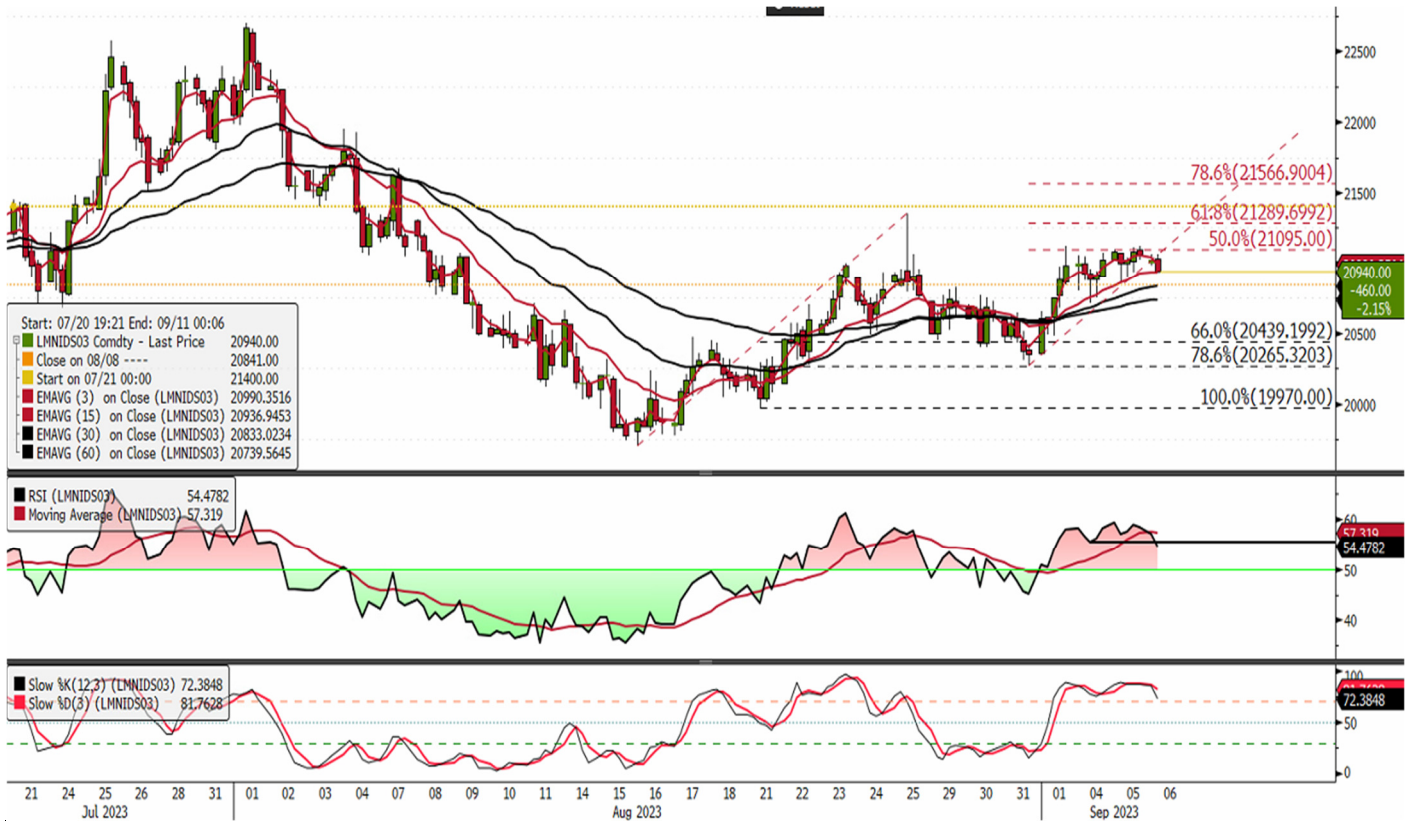 22500
22000
78.6%(21566.9004)
21500
61.8%(21289.6992)
50.0%(21095.00)
20940.00
-460.00
-2.15%
20500
66.0%(20439.1992)
78.6%(20265.3203)
100.0%(19970.00)
20000
Start: 07/20 19:21 End: 09/11 00:06
LMNIDS03 Comdty - Last Price 20940.00
Close on 08/08 ---- 20841.00
Start on 07/21 00:00 21400.00
EMAVG (3) on Close (LMNIDS03) 20990.3516
EMAVG (15) on Close (LMNIDS03) 20936.9453
EMAVG (30) on Close (LMNIDS03) 20833.0234
EMAVG (60) on Close (LMNIDS03) 20739.5645
RSI (LMNIDS03) 54.4782
Moving Average (LMNIDS03) 57.319
60
57.319
54.4782
50
40
Slow %K(12,3) (LMNIDS03) 72.3848
Slow %D(3) (LMNIDS03) 81.7628
100
72.3848
50
0
21 24 25 26 28 31 01 02 03 04 07 08 09 10 11 14 15 16 17 18 21 22 23 24 25 29 30 31 01 04 05 06
Jul 2023 Aug 2023 Sep 2023